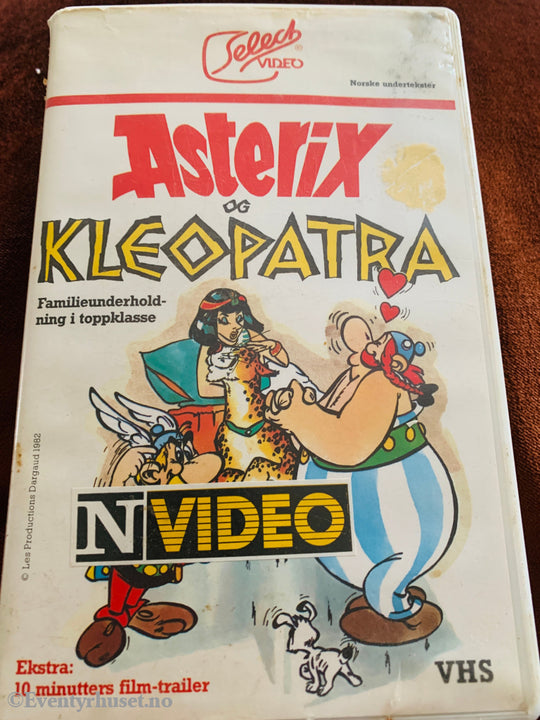 Select
VIDEO ®
Norske undertekster
Asterix
OG
KLEOPATRA
Familieunderhold-
ning i toppklasse
© Les Productions Dargaud 1982
N VIDEO
Ekstra:
10 minutters film-trailer
VHS
© Eventyrhuset.no